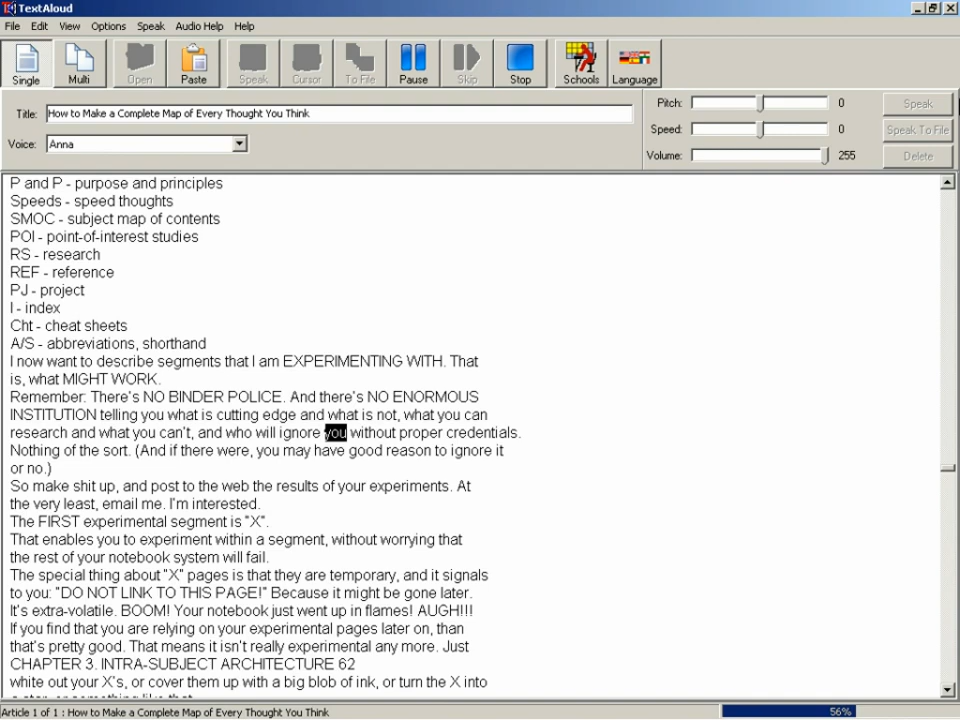 TextAloud
File Edit View Options Speak Audio Help Help
Single Multi Open Paste Speak Cursor To File Pause Skip Stop Schools Language
Title: How to Make a Complete Map of Every Thought You Think
Voice: Anna
Pitch: 0 Speak
Speed: 0 Speak To File
Volume: 255 Delete
P and P - purpose and principles
Speeds - speed thoughts
SMOC - subject map of contents
POI - point-of-interest studies
RS - research
REF - reference
PJ - project
I - index
Cht - cheat sheets
A/S - abbreviations, shorthand
I now want to describe segments that I am EXPERIMENTING WITH. That
is, what MIGHT WORK.
Remember: There's NO BINDER POLICE. And there's NO ENORMOUS
INSTITUTION telling you what is cutting edge and what is not, what you can
research and what you can't, and who will ignore you without proper credentials.
Nothing of the sort. (And if there were, you may have good reason to ignore it
or no.)
So make shit up, and post to the web the results of your experiments. At
the very least, email me. I'm interested.
The FIRST experimental segment is "X".
That enables you to experiment within a segment, without worrying that
the rest of your notebook system will fail.
The special thing about "X" pages is that they are temporary, and it signals
to you: "DO NOT LINK TO THIS PAGE!" Because it might be gone later.
It's extra-volatile. BOOM! Your notebook just went up in flames! AUGH!!!
If you find that you are relying on your experimental pages later on, than
that's pretty good. That means it isn't really experimental any more. Just
CHAPTER 3. INTRA-SUBJECT ARCHITECTURE 62
white out your X's, or cover them up with a big blob of ink, or turn the X into
a star, or something like that.
Article 1 of 1 : How to Make a Complete Map of Every Thought You Think 56%